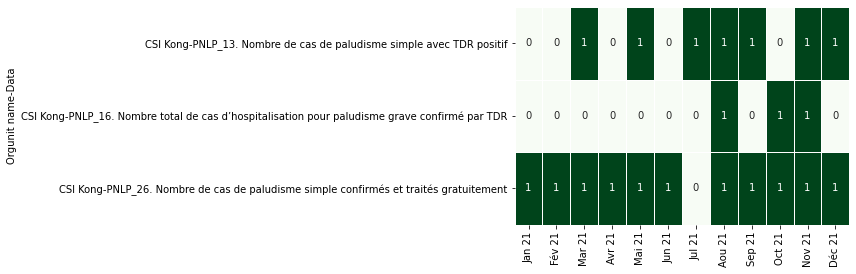 Orgunit name-Data
CSI Kong-PNLP_13. Nombre de cas de paludisme simple avec TDR positif
0 0 1 0 1 0 1 1 1 0 1 1
CSI Kong-PNLP_16. Nombre total de cas d’hospitalisation pour paludisme grave confirmé par TDR
0 0 0 0 0 0 0 1 0 1 1 0
CSI Kong-PNLP_26. Nombre de cas de paludisme simple confirmés et traités gratuitement
1 1 1 1 1 1 0 1 1 1 1 1
Jan 21
Fév 21
Mar 21
Avr 21
Mai 21
Jun 21
Jul 21
Aou 21
Sep 21
Oct 21
Nov 21
Déc 21